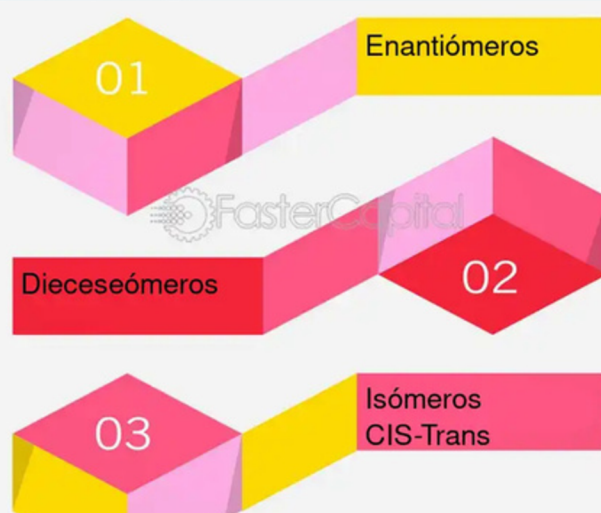 01
Enantiómeros
FasterCapital
Dieceseómeros
02
03
Isómeros
CIS-Trans